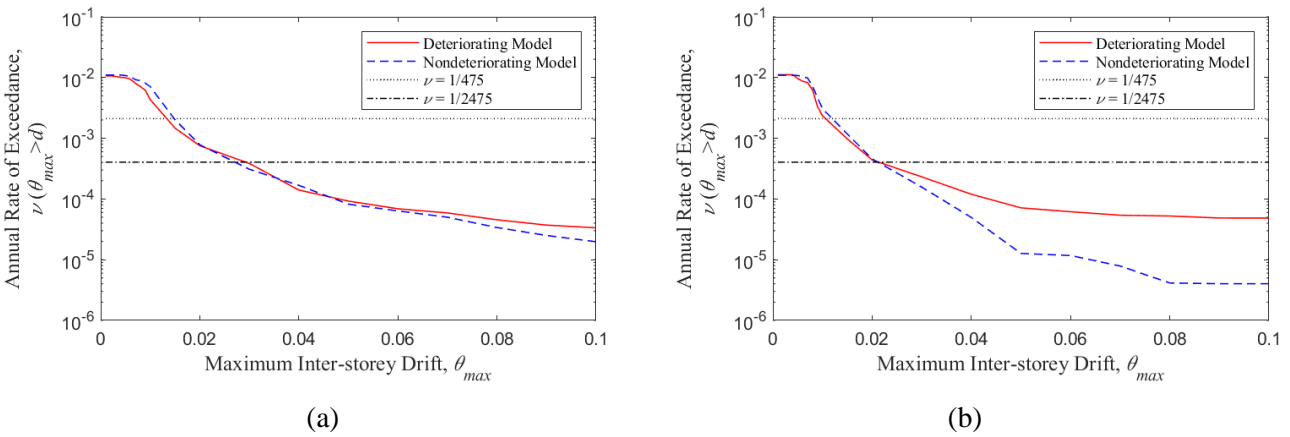 10⁻¹
10⁻²
10⁻³
10⁻⁴
10⁻⁵
10⁻⁶
Annual Rate of Exceedance,
ν (θmax>d)
Deteriorating Model
Nondeteriorating Model
ν = 1/475
ν = 1/2475
0 0.02 0.04 0.06 0.08 0.1
Maximum Inter-storey Drift, θmax
(a)
10⁻¹
10⁻²
10⁻³
10⁻⁴
10⁻⁵
10⁻⁶
Annual Rate of Exceedance,
ν (θmax>d)
Deteriorating Model
Nondeteriorating Model
ν = 1/475
ν = 1/2475
0 0.02 0.04 0.06 0.08 0.1
Maximum Inter-storey Drift, θmax
(b)